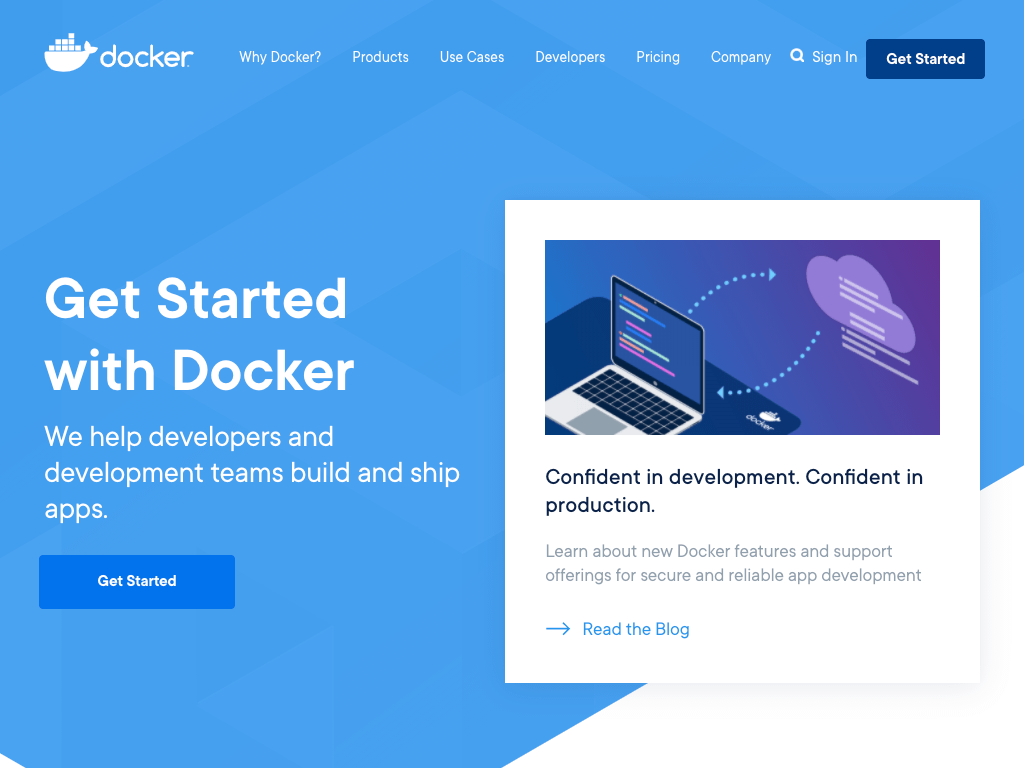 docker
Why Docker?
Products
Use Cases
Developers
Pricing
Company
Sign In
Get Started
Get Started
with Docker
We help developers and
development teams build and ship
apps.
Get Started
docker
Confident in development. Confident in
production.
Learn about new Docker features and support
offerings for secure and reliable app development
Read the Blog